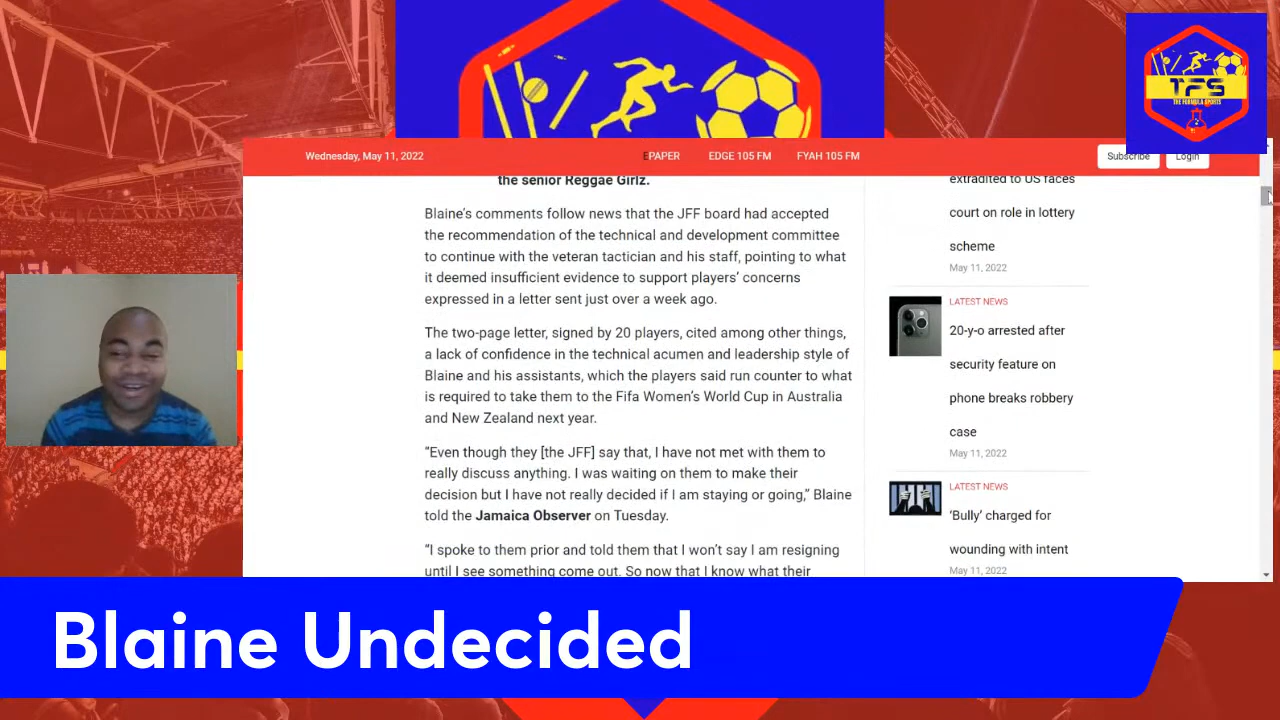 TFS
THE FORMULA SPORTS
Wednesday, May 11, 2022
EPAPER
EDGE 105 FM
FYAH 105 FM
Subscribe
Login
the senior Reggae Girlz.
Blaine’s comments follow news that the JFF board had accepted
the recommendation of the technical and development committee
to continue with the veteran tactician and his staff, pointing to what
it deemed insufficient evidence to support players’ concerns
expressed in a letter sent just over a week ago.
The two-page letter, signed by 20 players, cited among other things,
a lack of confidence in the technical acumen and leadership style of
Blaine and his assistants, which the players said run counter to what
is required to take them to the Fifa Women’s World Cup in Australia
and New Zealand next year.
“Even though they [the JFF] say that, I have not met with them to
really discuss anything. I was waiting on them to make their
decision but I have not really decided if I am staying or going,” Blaine
told the Jamaica Observer on Tuesday.
“I spoke to them prior and told them that I won’t say I am resigning
until I see something come out. So now that I know what their
extradited to US faces
court on role in lottery
scheme
May 11, 2022
LATEST NEWS
20-y-o arrested after
security feature on
phone breaks robbery
case
May 11, 2022
LATEST NEWS
‘Bully’ charged for
wounding with intent
May 11, 2022
Blaine Undecided